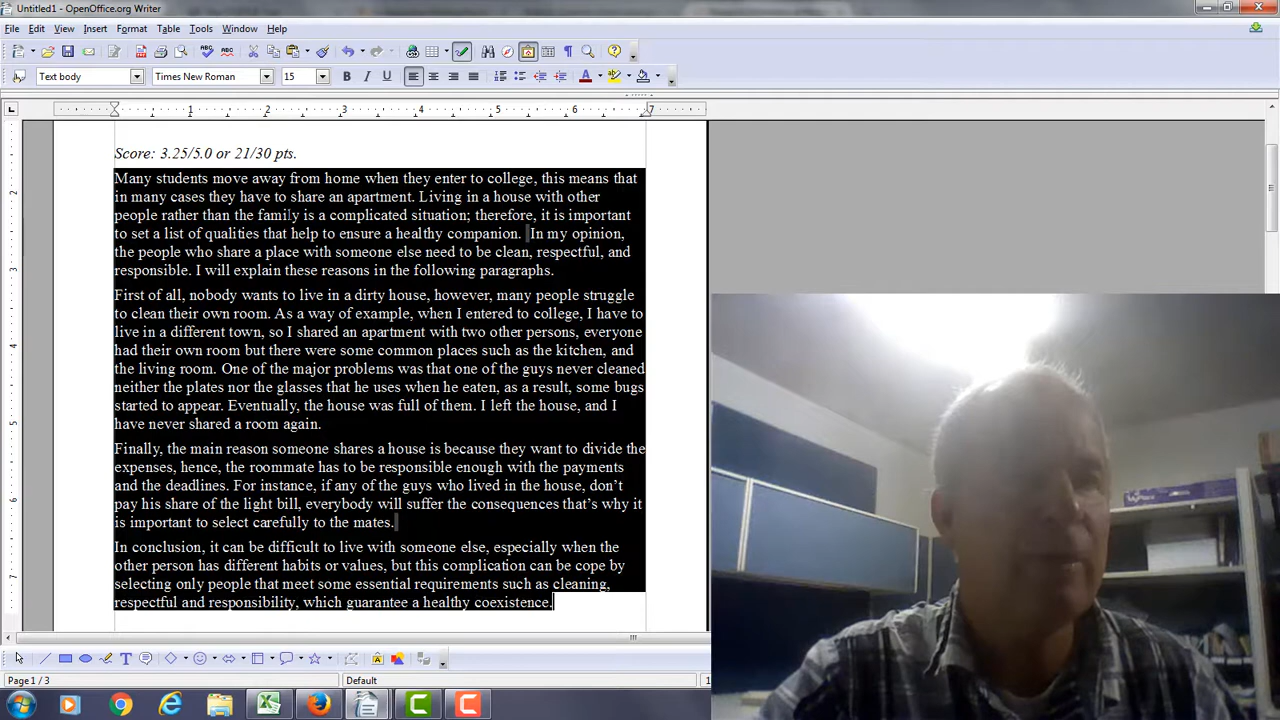 Untitled1 - OpenOffice.org Writer
File Edit View Insert Format Table Tools Window Help
Text body Times New Roman 15
1 2 3 4 5 6 7
Score: 3.25/5.0 or 21/30 pts.
Many students move away from home when they enter to college, this means that
in many cases they have to share an apartment. Living in a house with other
people rather than the family is a complicated situation; therefore, it is important
to set a list of qualities that help to ensure a healthy companion. In my opinion,
the people who share a place with someone else need to be clean, respectful, and
responsible. I will explain these reasons in the following paragraphs.
First of all, nobody wants to live in a dirty house, however, many people struggle
to clean their own room. As a way of example, when I entered to college, I have to
live in a different town, so I shared an apartment with two other persons, everyone
had their own room but there were some common places such as the kitchen, and
the living room. One of the major problems was that one of the guys never cleaned
neither the plates nor the glasses that he uses when he eaten, as a result, some bugs
started to appear. Eventually, the house was full of them. I left the house, and I
have never shared a room again.
Finally, the main reason someone shares a house is because they want to divide the
expenses, hence, the roommate has to be responsible enough with the payments
and the deadlines. For instance, if any of the guys who lived in the house, don't
pay his share of the light bill, everybody will suffer the consequences that's why it
is important to select carefully to the mates.
In conclusion, it can be difficult to live with someone else, especially when the
other person has different habits or values, but this complication can be cope by
selecting only people that meet some essential requirements such as cleaning,
respectful and responsibility, which guarantee a healthy coexistence.
Page 1 / 3 Default 1